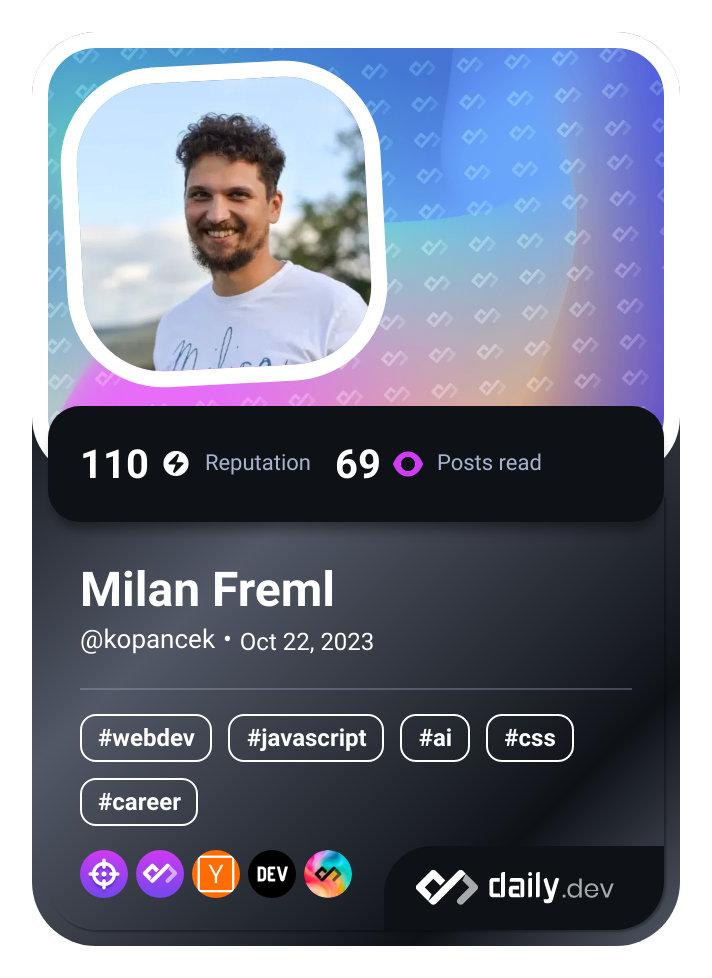 110 Reputation 69 Posts read
Milan Freml
@kopancek • Oct 22, 2023
#webdev #javascript #ai #css
#career
Y DEV daily.dev